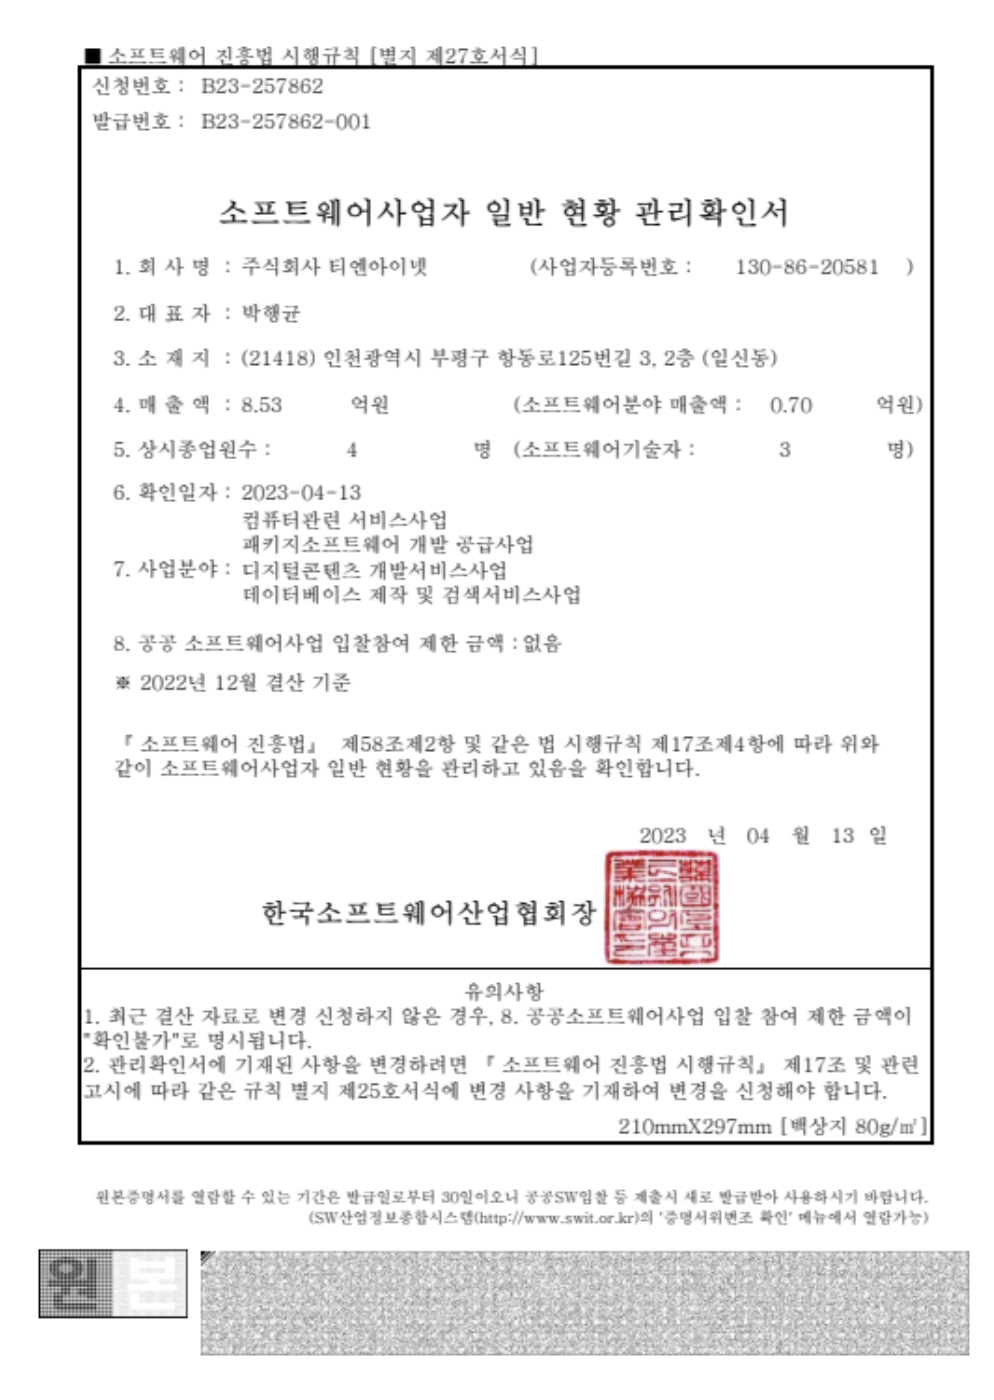 ■ 소프트웨어 진흥법 시행규칙 [별지 제27호서식]
신청번호 : B23-257862
발급번호 : B23-257862-001
소프트웨어사업자 일반 현황 관리확인서
1. 회 사 명 : 주식회사 티엔아이넷 (사업자등록번호 : 130-86-20581 )
2. 대 표 자 : 박행균
3. 소 재 지 : (21418) 인천광역시 부평구 항동로125번길 3, 2층 (일신동)
4. 매 출 액 : 8.53 억원 (소프트웨어분야 매출액 : 0.70 억원)
5. 상시종업원수 : 4 명 (소프트웨어기술자 : 3 명)
6. 확인일자 : 2023-04-13
컴퓨터관련 서비스사업
패키지소프트웨어 개발 공급사업
7. 사업분야 : 디지털콘텐츠 개발서비스사업
데이터베이스 제작 및 검색서비스사업
8. 공공 소프트웨어사업 입찰참여 제한 금액 : 없음
※ 2022년 12월 결산 기준
『 소프트웨어 진흥법』 제58조제2항 및 같은 법 시행규칙 제17조제4항에 따라 위와
같이 소프트웨어사업자 일반 현황을 관리하고 있음을 확인합니다.
2023 년 04 월 13 일
한국소프트웨어산업협회장
유의사항
1. 최근 결산 자료로 변경 신청하지 않은 경우, 8. 공공소프트웨어사업 입찰 참여 제한 금액이
"확인불가"로 명시됩니다.
2. 관리확인서에 기재된 사항을 변경하려면 『 소프트웨어 진흥법 시행규칙』 제17조 및 관련
고시에 따라 같은 규칙 별지 제25호서식에 변경 사항을 기재하여 변경을 신청해야 합니다.
210mmX297mm [백상지 80g/㎡]
원본증명서를 열람할 수 있는 기간은 발급일로부터 30일이오니 공공SW입찰 등 제출시 새로 발급받아 사용하시기 바랍니다.
(SW산업정보종합시스템(http://www.swit.or.kr)의 '증명서위변조 확인' 메뉴에서 열람가능)
원본